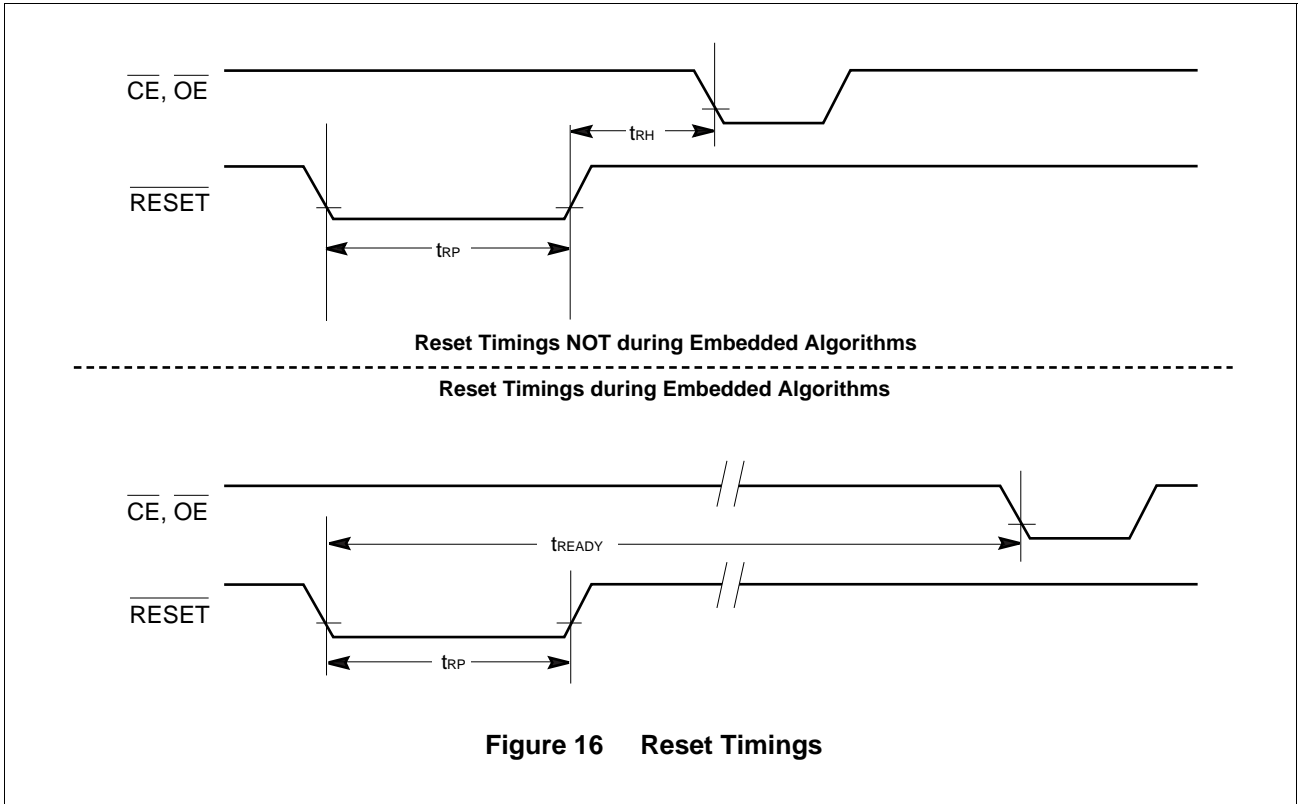 CE, OE
tRH
RESET
tRP
Reset Timings NOT during Embedded Algorithms
Reset Timings during Embedded Algorithms
CE, OE
tREADY
RESET
tRP
Figure 16 Reset Timings